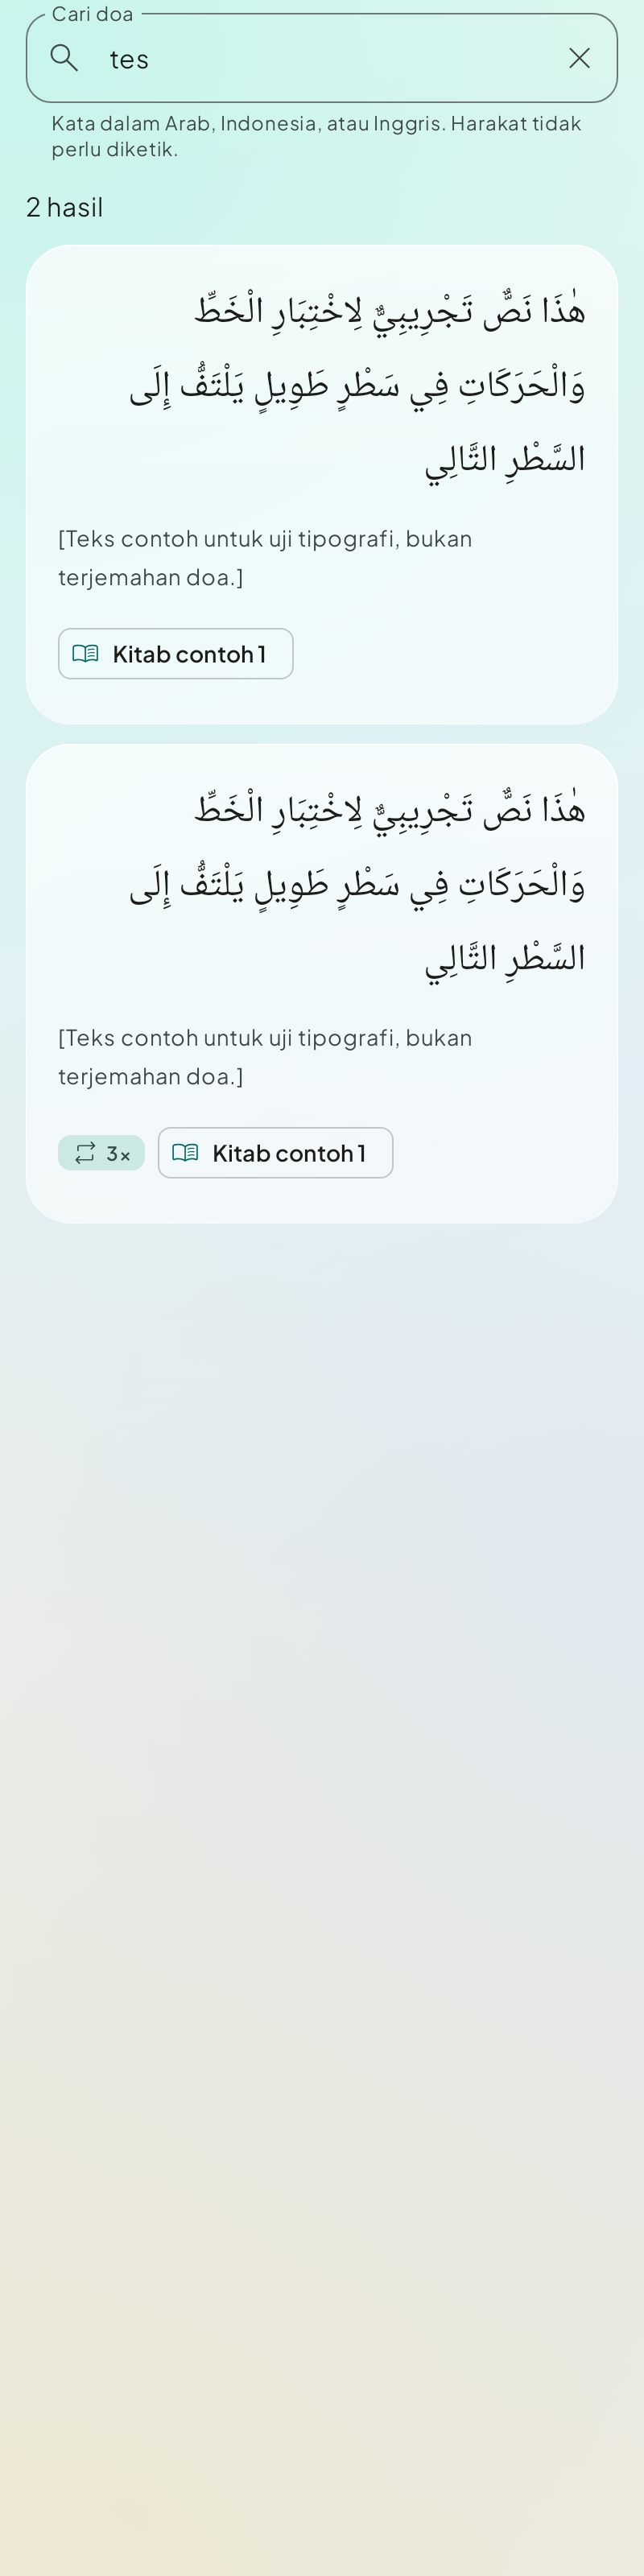 Cari doa
tes
Kata dalam Arab, Indonesia, atau Inggris. Harakat tidak
perlu diketik.
2 hasil
هٰذَا نَصٌّ تَجْرِيبِيٌّ لِاخْتِبَارِ الْخَطِّ
وَالْحَرَكَاتِ فِي سَطْرٍ طَوِيلٍ يَلْتَفُّ إِلَى
السَّطْرِ التَّالِي
[Teks contoh untuk uji tipografi, bukan
terjemahan doa.]
Kitab contoh 1
هٰذَا نَصٌّ تَجْرِيبِيٌّ لِاخْتِبَارِ الْخَطِّ
وَالْحَرَكَاتِ فِي سَطْرٍ طَوِيلٍ يَلْتَفُّ إِلَى
السَّطْرِ التَّالِي
[Teks contoh untuk uji tipografi, bukan
terjemahan doa.]
3× Kitab contoh 1